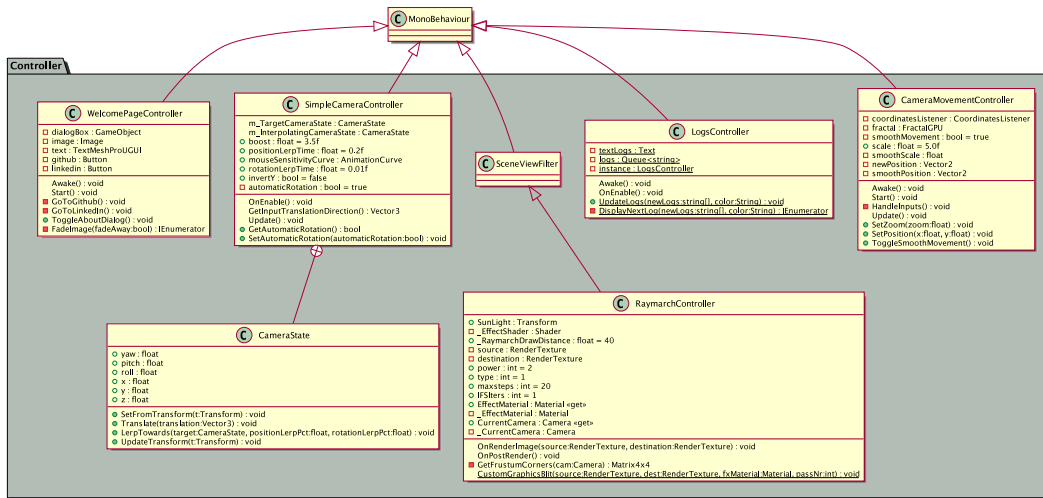 C MonoBehaviour
Controller
C WelcomePageController
dialogBox : GameObject
image : Image
text : TextMeshProUGUI
github : Button
linkedin : Button
Awake() : void
Start() : void
GoToGithub() : void
GoToLinkedIn() : void
ToggleAboutDialog() : void
FadeImage(fadeAway:bool) : IEnumerator
C SimpleCameraController
m_TargetCameraState : CameraState
m_InterpolatingCameraState : CameraState
boost : float = 3.5f
positionLerpTime : float = 0.2f
mouseSensitivityCurve : AnimationCurve
rotationLerpTime : float = 0.01f
invertY : bool = false
automaticRotation : bool = true
OnEnable() : void
GetInputTranslationDirection() : Vector3
Update() : void
GetAutomaticRotation() : bool
SetAutomaticRotation(automaticRotation:bool) : void
C SceneViewFilter
C LogsController
textLogs : Text
logs : Queue<string>
instance : LogsController
Awake() : void
OnEnable() : void
UpdateLogs(newLogs:string[], color:String) : void
DisplayNextLog(newLogs:string[], color:String) : IEnumerator
C CameraMovementController
coordinatesListener : CoordinatesListener
fractal : FractalGPU
smoothMovement : bool = true
scale : float = 5.0f
smoothScale : float
newPosition : Vector2
smoothPosition : Vector2
Awake() : void
Start() : void
HandleInputs() : void
Update() : void
SetZoom(zoom:float) : void
SetPosition(x:float, y:float) : void
ToggleSmoothMovement() : void
C CameraState
yaw : float
pitch : float
roll : float
x : float
y : float
z : float
SetFromTransform(t:Transform) : void
Translate(translation:Vector3) : void
LerpTowards(target:CameraState, positionLerpPct:float, rotationLerpPct:float) : void
UpdateTransform(t:Transform) : void
C RaymarchController
SunLight : Transform
_EffectShader : Shader
_RaymarchDrawDistance : float = 40
source : RenderTexture
destination : RenderTexture
power : int = 2
type : int = 1
maxsteps : int = 20
IFSIters : int = 1
EffectMaterial : Material «get»
_EffectMaterial : Material
CurrentCamera : Camera «get»
_CurrentCamera : Camera
OnRenderImage(source:RenderTexture, destination:RenderTexture) : void
OnPostRender() : void
GetFrustumCorners(cam:Camera) : Matrix4x4
CustomGraphicsBlit(source:RenderTexture, dest:RenderTexture, fxMaterial:Material, passNr:int) : void